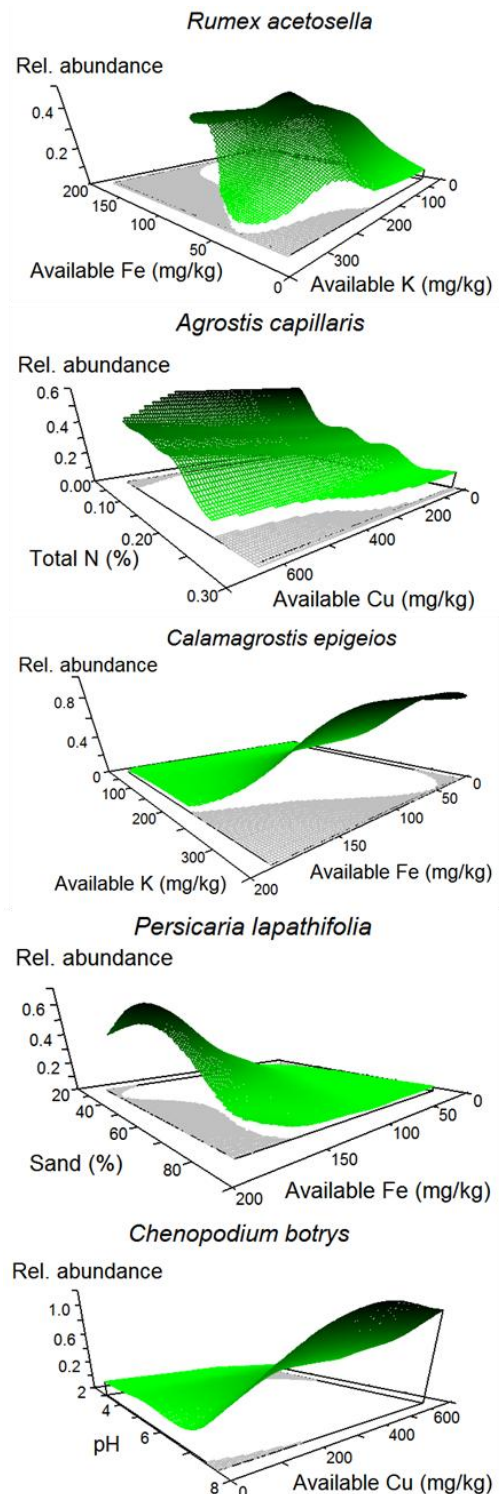 Rumex acetosella
Rel. abundance
0.4
0.2
200
150
100
50
0
0
100
200
300
Available Fe (mg/kg)
Available K (mg/kg)
Agrostis capillaris
Rel. abundance
0.6
0.4
0.2
0.00
0.10
0.20
0.30
0
200
400
600
Total N (%)
Available Cu (mg/kg)
Calamagrostis epigeios
Rel. abundance
0.8
0.4
0
100
200
300
200
150
100
50
0
Available K (mg/kg)
Available Fe (mg/kg)
Persicaria lapathifolia
Rel. abundance
0.6
0.4
0.2
20
40
60
80
200
150
100
50
0
Sand (%)
Available Fe (mg/kg)
Chenopodium botrys
Rel. abundance
1.0
0.6
0.2
2
4
6
8
0
200
400
600
pH
Available Cu (mg/kg)